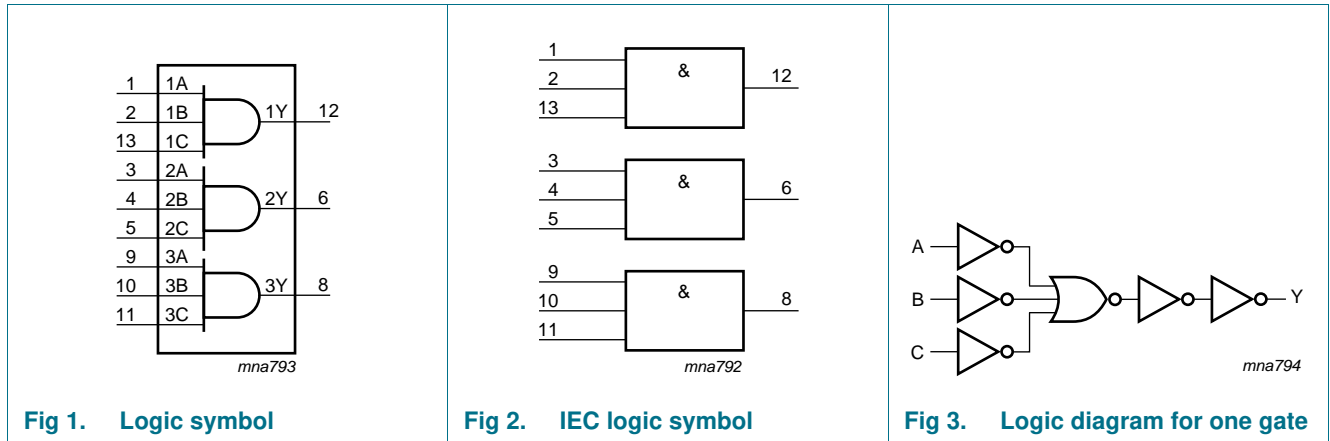 1 1A
2 1B 1Y 12
13 1C
3 2A
4 2B 2Y 6
5 2C
9 3A
10 3B 3Y 8
11 3C
mna793
Fig 1. Logic symbol
1
& 12
2
13
3
& 6
4
5
9
& 8
10
11
mna792
Fig 2. IEC logic symbol
A
B Y
C
mna794
Fig 3. Logic diagram for one gate